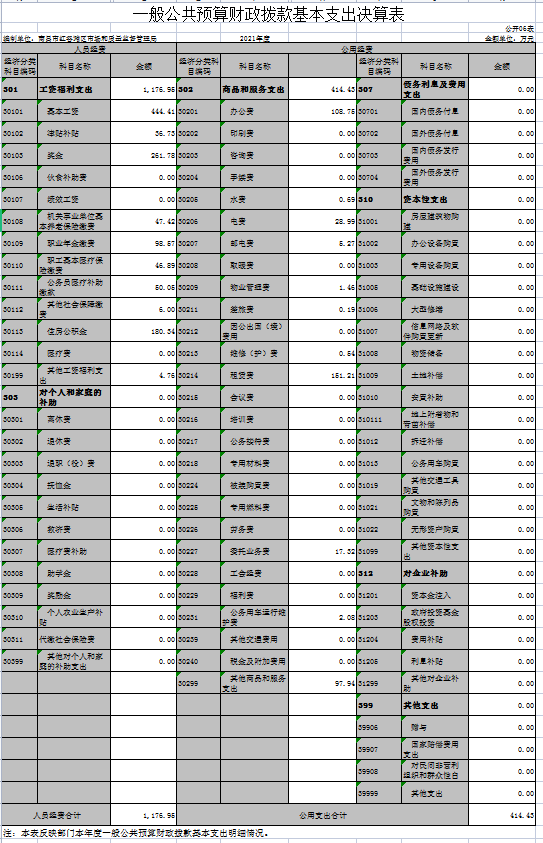 一般公共预算财政拨款基本支出决算表
公开06表
编制单位：南昌市红谷滩区市场和质量监督管理局 2021年度 金额单位：万元
人员经费 公用经费
经济分类科目编码 科目名称 金额 经济分类科目编码 科目名称 金额 经济分类科目编码 科目名称 金额
301 工资福利支出 1,176.95 302 商品和服务支出 414.43 307 债务利息及费用支出 0.00
30101 基本工资 444.41 30201 办公费 108.75 30701 国内债务付息 0.00
30102 津贴补贴 36.73 30202 印刷费 0.00 30702 国外债务付息 0.00
30103 奖金 261.78 30203 咨询费 0.00 30703 国内债务发行费用 0.00
30106 伙食补助费 0.00 30204 手续费 0.00 30704 国外债务发行费用 0.00
30107 绩效工资 0.00 30205 水费 0.69 310 资本性支出 0.00
30108 机关事业单位基本养老保险缴费 47.42 30206 电费 28.99 31001 房屋建筑物购建 0.00
30109 职业年金缴费 98.57 30207 邮电费 5.27 31002 办公设备购置 0.00
30110 职工基本医疗保险缴费 46.89 30208 取暖费 0.00 31003 专用设备购置 0.00
30111 公务员医疗补助缴款 50.05 30209 物业管理费 1.46 31005 基础设施建设 0.00
30112 其他社会保障缴费 6.00 30211 差旅费 0.19 31006 大型修缮 0.00
30113 住房公积金 180.34 30212 因公出国（境）费用 0.00 31007 信息网络及软件购置更新 0.00
30114 医疗费 0.00 30213 维修（护）费 0.54 31008 物资储备 0.00
30199 其他工资福利支出 4.76 30214 租赁费 151.21 31009 土地补偿 0.00
303 对个人和家庭的补助 0.00 30215 会议费 0.00 31010 安置补助 0.00
30301 离休费 0.00 30216 培训费 0.00 310111 地上附着物和青苗补偿 0.00
30302 退休费 0.00 30217 公务接待费 0.00 31012 拆迁补偿 0.00
30303 退职（役）费 0.00 30218 专用材料费 0.00 31013 公务用车购置 0.00
30304 抚恤金 0.00 30224 被装购置费 0.00 31019 其他交通工具购置 0.00
30305 生活补贴 0.00 30225 专用燃料费 0.00 31021 文物和陈列品购置 0.00
30306 救济费 0.00 30226 劳务费 0.00 31022 无形资产购置 0.00
30307 医疗费补助 0.00 30227 委托业务费 17.32 31099 其他资本性支出 0.00
30308 助学金 0.00 30228 工会经费 0.00 312 对企业补助 0.00
30309 奖励金 0.00 30229 福利费 0.00 31201 资本金注入 0.00
30310 个人农业生产补贴 0.00 30231 公务用车运行维护费 2.08 31203 政府投资基金股权投资 0.00
30311 代缴社会保险费 0.00 30239 其他交通费用 0.00 31204 费用补贴 0.00
30399 其他对个人和家庭的补助支出 0.00 30240 税金及附加费用 0.00 31205 利息补贴 0.00
30299 其他商品和服务支出 97.94 31299 其他对企业补助 0.00
399 其他支出 0.00
39906 赠与 0.00
39907 国家赔偿费用支出 0.00
39908 对民间非营利组织和群众性自 0.00
39999 其他支出 0.00
人员经费合计 1,176.95 公用支出合计 414.43
注：本表反映部门本年度一般公共预算财政拨款基本支出明细情况。